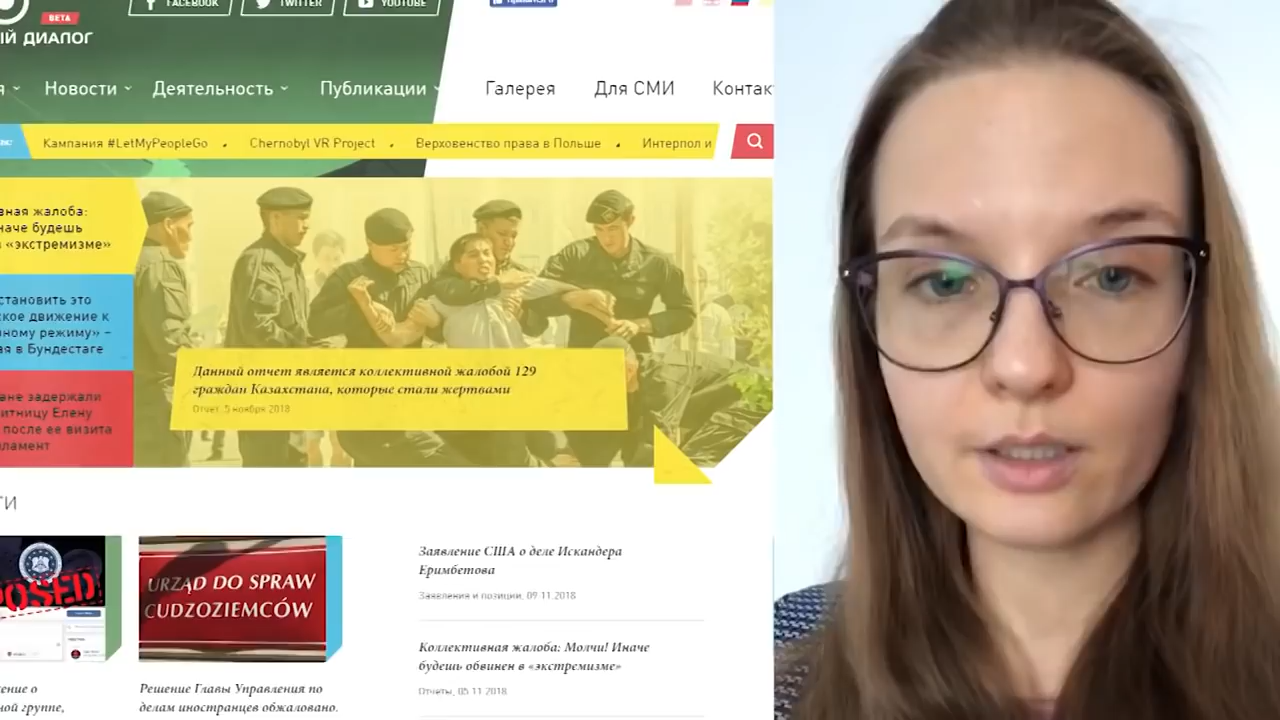 FACEBOOK
TWITTER
YOUTUBE
BETA
ЫЙ ДИАЛОГ
Новости
Деятельность
Публикации
Галерея
Для СМИ
Контак
Кампания #LetMyPeopleGo
Chernobyl VR Project
Верховенство права в Польше
Интерпол и
вная жалоба:
наче будешь
в «экстремизме»
становить это
ское движение к
ному режиму» –
ая в Бундестаге
ане задержали
итницу Елену
после ее визита
ламент
Данный отчет является коллективной жалобой 129
граждан Казахстана, которые стали жертвами
Отчет, 5 ноября 2018
ТИ
POSED
URZĄD DO SPRAW
CUDZOZIEMCÓW
Заявление США о деле Искандера
Еримбетова
Заявления и позиции, 09.11.2018
Коллективная жалоба: Молчи! Иначе
будешь обвинен в «экстремизме»
Отчеты, 05.11.2018
ение о
ной группе,
Решение Главы Управления по
делам иностранцев обжаловано.